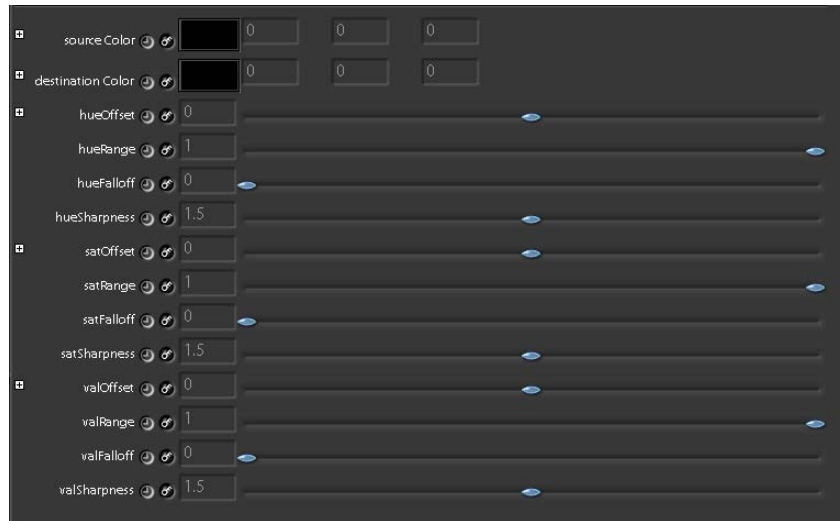 source Color 0 0 0
destination Color 0 0 0
hueOffset 0
hueRange 1
hueFalloff 0
hueSharpness 1.5
satOffset 0
satRange 1
satFalloff 0
satSharpness 1.5
valOffset 0
valRange 1
valFalloff 0
valSharpness 1.5